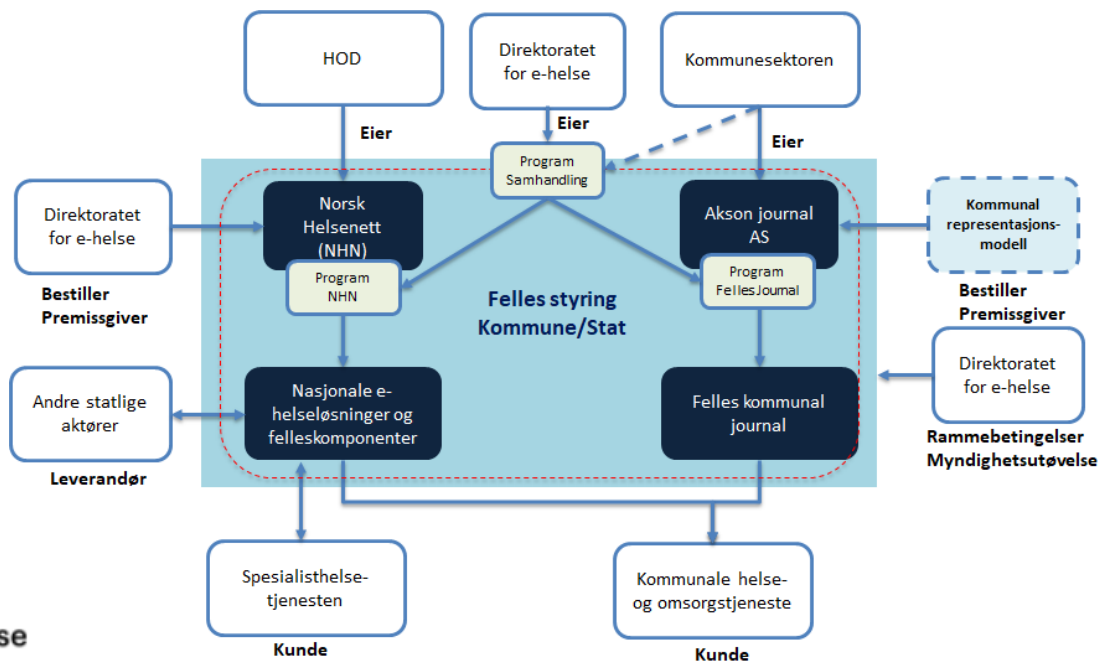 HOD
Direktoratet
for e-helse
Kommunesektoren
Eier
Eier
Eier
Program
Samhandling
Direktoratet
for e-helse
Bestiller
Premissgiver
Norsk
Helsenett
(NHN)
Program
NHN
Akson journal
AS
Program
Felles Journal
Kommunal
representasjons-
modell
Bestiller
Premissgiver
Felles styring
Kommune/Stat
Andre statlige
aktører
Leverandør
Nasjonale e-
helseløsninger og
felleskomponenter
Felles kommunal
journal
Direktoratet
for e-helse
Rammebetingelser
Myndighetsutøvelse
Spesialisthelse-
tjenesten
Kunde
Kommunale helse-
og omsorgstjeneste
Kunde
se